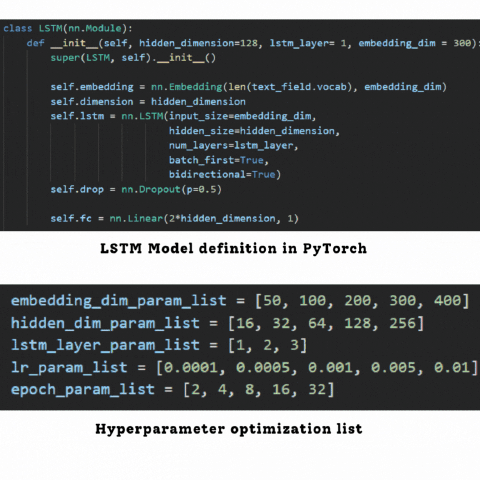 class LSTM(nn.Module):
def __init__(self, hidden_dimension=128, lstm_layer= 1, embedding_dim = 300):
super(LSTM, self).__init__()
self.embedding = nn.Embedding(len(text_field.vocab), embedding_dim)
self.dimension = hidden_dimension
self.lstm = nn.LSTM(input_size=embedding_dim,
hidden_size=hidden_dimension,
num_layers=lstm_layer,
batch_first=True,
bidirectional=True)
self.drop = nn.Dropout(p=0.5)
self.fc = nn.Linear(2*hidden_dimension, 1)
LSTM Model definition in PyTorch
embedding_dim_param_list = [50, 100, 200, 300, 400]
hidden_dim_param_list = [16, 32, 64, 128, 256]
lstm_layer_param_list = [1, 2, 3]
lr_param_list = [0.0001, 0.0005, 0.001, 0.005, 0.01]
epoch_param_list = [2, 4, 8, 16, 32]
Hyperparameter optimization list